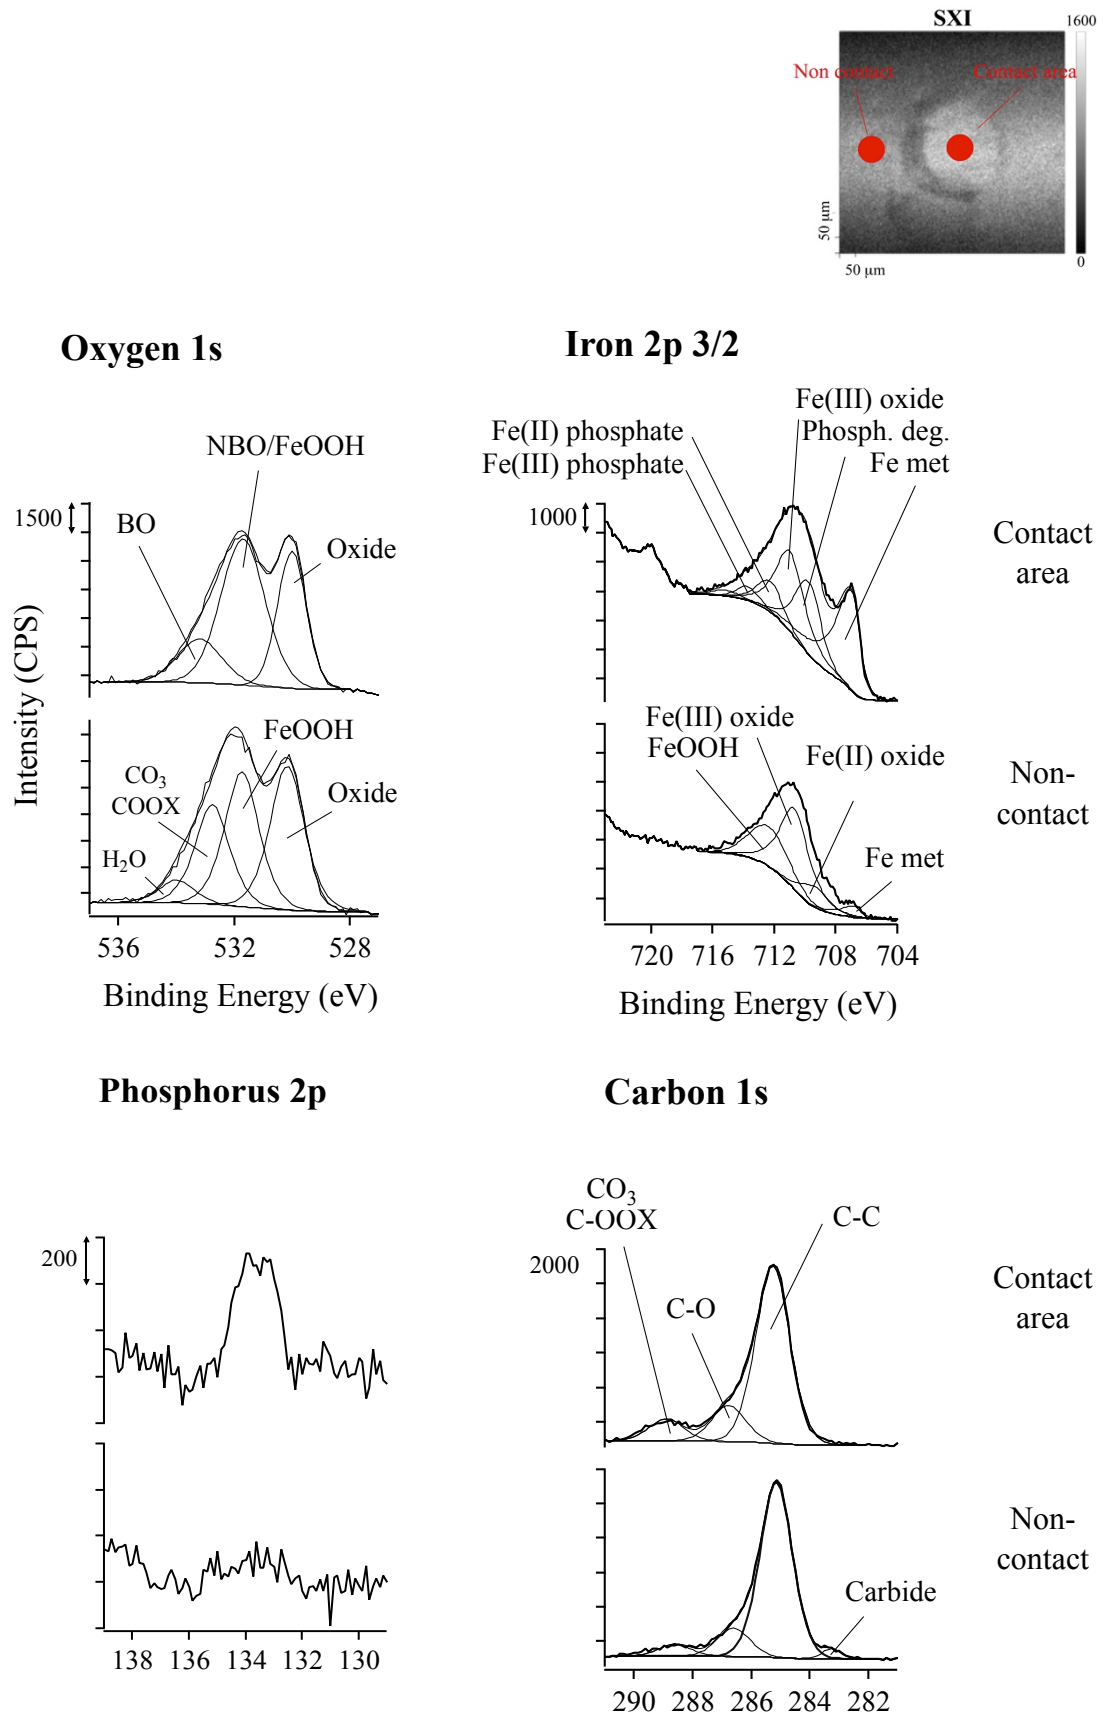 SXI
1600
Non contact
Contact area
50 µm
0
50 µm
Oxygen 1s
Iron 2p 3/2
Intensity (CPS)
1500
BO
NBO/FeOOH
Oxide
1000
Fe(II) phosphate
Fe(III) phosphate
Fe(III) oxide
Phosph. deg.
Fe met
Contact
area
CO3
COOX
H2O
FeOOH
Oxide
536
532
528
Binding Energy (eV)
Fe(III) oxide
FeOOH
Fe(II) oxide
Fe met
Non-
contact
720
716
712
708
704
Binding Energy (eV)
Phosphorus 2p
Carbon 1s
200
138
136
134
132
130
2000
CO3
C-OOX
C-O
C-C
Contact
area
Carbide
Non-
contact
290
288
286
284
282